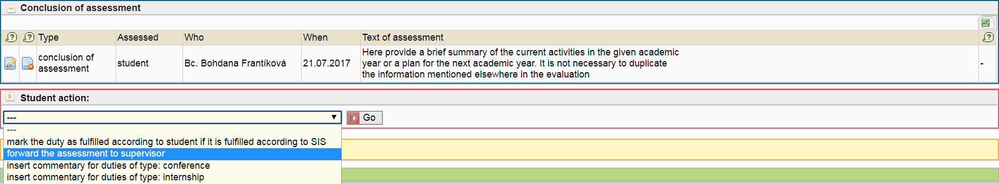 Conclusion of assessment
Type Assessed Who When Text of assessment
conclusion of
assessment
student
Bc. Bohdana Frantíková
21.07.2017
Here provide a brief summary of the current activities in the given academic
year or a plan for the next academic year. It is not necessary to duplicate
the information mentioned elsewhere in the evaluation
-
Student action:
---
Go
---
mark the duty as fulfilled according to student if it is fulfilled according to SIS
forward the assessment to supervisor
insert commentary for duties of type: conference
insert commentary for duties of type: internship